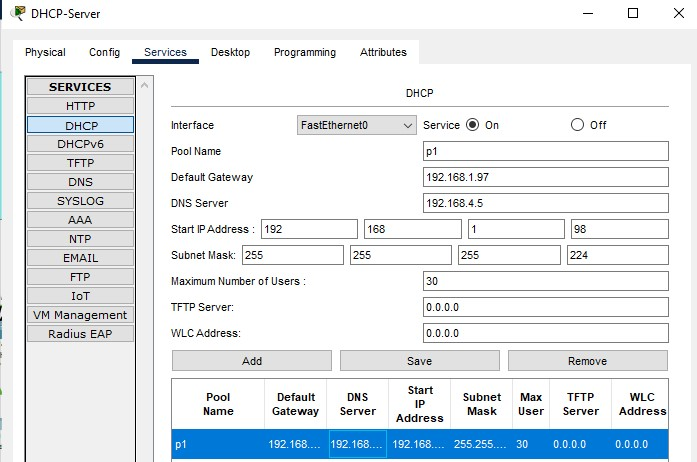 DHCP-Server
Physical Config Services Desktop Programming Attributes
SERVICES
HTTP
DHCP
DHCPv6
TFTP
DNS
SYSLOG
AAA
NTP
EMAIL
FTP
IoT
VM Management
Radius EAP
DHCP
Interface FastEthernet0 Service On Off
Pool Name p1
Default Gateway 192.168.1.97
DNS Server 192.168.4.5
Start IP Address : 192 168 1 98
Subnet Mask: 255 255 255 224
Maximum Number of Users : 30
TFTP Server: 0.0.0.0
WLC Address: 0.0.0.0
Add Save Remove
Pool Name Default Gateway DNS Server Start IP Address Subnet Mask Max User TFTP Server WLC Address
p1 192.168.... 192.168.... 192.168.... 255.255.... 30 0.0.0.0 0.0.0.0